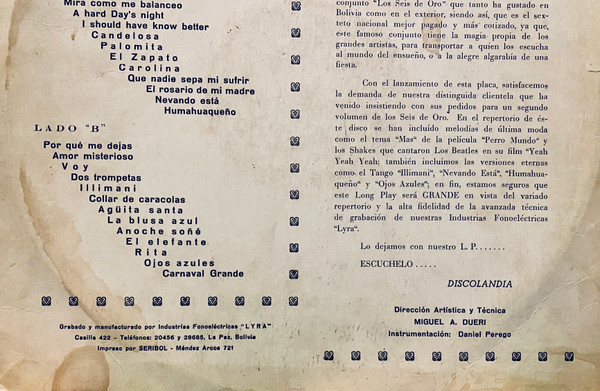 Mira como me balanceo
A hard Day's night
I should have know better
Candelosa
Palomita
El Zapato
Carolina
Que nadie sepa mi sufrir
El rosario de mi madre
Nevando está
Humahuaqueño
LADO "B"
Por qué me dejas
Amor misterioso
Voy
Dos trompetas
Illimani
Collar de caracolas
Agüita santa
La blusa azul
Anoche soñé
El elefante
Rita
Ojos azules
Carnaval Grande
Grabado y manufacturado por Industrias Fonoeléctricas "LYRA"
Casilla 422 - Teléfonos: 20456 y 28685, La Paz, Bolivia
Impreso por SERIBOL - Méndez Arcos 721
conjunto "Los Seis de Oro" que tanto ha gustado en
Bolivia como en el exterior, siendo así, que es el sex-
teto nacional mejor pagado y más cotizado, ya que,
este famoso conjunto tiene la magia propia de los
grandes artistas, para transportar a quien los escucha
al mundo del ensueño, o a la alegre algarabía de una
fiesta.
Con el lanzamiento de esta placa, satisfacemos
la demanda de nuestra distinguida clientela que ha
venido insistiendo con sus pedidos para un segundo
volumen de los Seis de Oro. En el repertorio de és-
te disco se han incluído melodías de última moda
como el tema "Mas" de la película "Perro Mundo" y
los Shakes que cantaron Los Beatles en su film "Yeah
Yeah Yeah; también incluímos las versiones eternas
como el Tango "Illimani", "Nevando Está", "Humahua-
queño" y "Ojos Azules"; en fin, estamos seguros que
este Long Play será GRANDE en vista del variado
repertorio y la alta fidelidad de la avanzada técnica
de grabación de nuestras Industrias Fonoeléctricas
"Lyra".
Lo dejamos con nuestro L.P.......
ESCUCHELO .....
DISCOLANDIA
Dirección Artística y Técnica
MIGUEL A. DUERI
Instrumentación: Daniel Perego